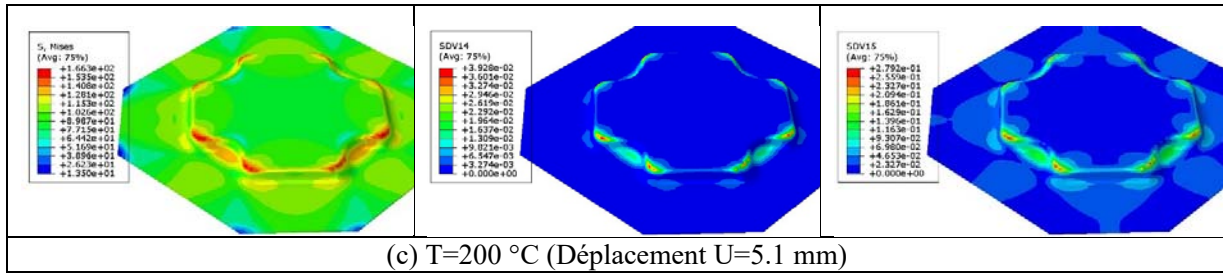 S, Mises
(Avg: 75%)
+1.663e+02
+1.535e+02
+1.408e+02
+1.281e+02
+1.153e+02
+1.026e+02
+8.987e+01
+7.715e+01
+6.442e+01
+5.169e+01
+3.896e+01
+2.623e+01
+1.350e+01
SDV14
(Avg: 75%)
+3.928e-02
+3.601e-02
+3.274e-02
+2.946e-02
+2.619e-02
+2.292e-02
+1.964e-02
+1.637e-02
+1.309e-02
+9.821e-03
+6.547e-03
+3.274e-03
+0.000e+00
SDV15
(Avg: 75%)
+2.792e-01
+2.559e-01
+2.327e-01
+2.094e-01
+1.861e-01
+1.629e-01
+1.396e-01
+1.163e-01
+9.307e-02
+6.980e-02
+4.653e-02
+2.327e-02
+0.000e+00
(c) T=200 °C (Déplacement U=5.1 mm)